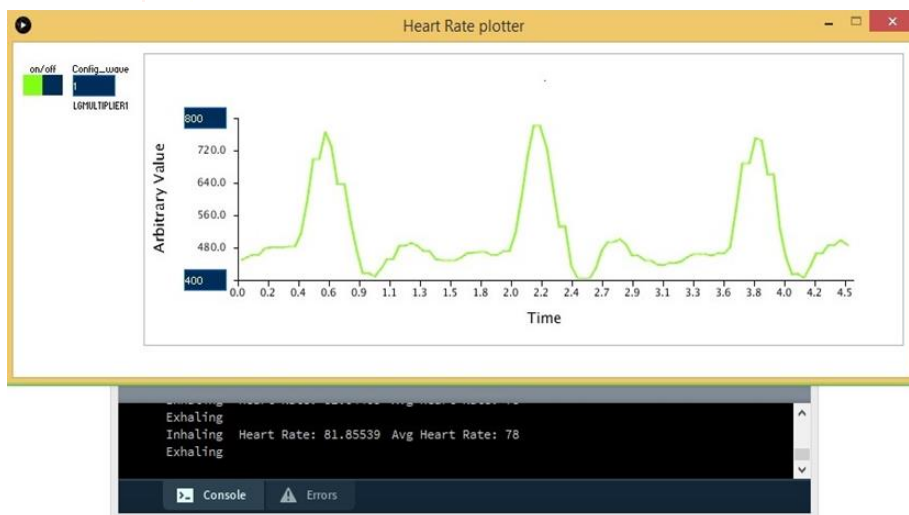 Heart Rate plotter
on/off Config_wave
1
LGMULTIPLIER1
800
720.0
640.0
560.0
480.0
400
Arbitrary Value
0.0 0.2 0.4 0.6 0.9 1.1 1.3 1.5 1.8 2.0 2.2 2.4 2.7 2.9 3.1 3.3 3.6 3.8 4.0 4.2 4.5
Time
Exhaling
Inhaling Heart Rate: 81.85539 Avg Heart Rate: 78
Exhaling
Console Errors